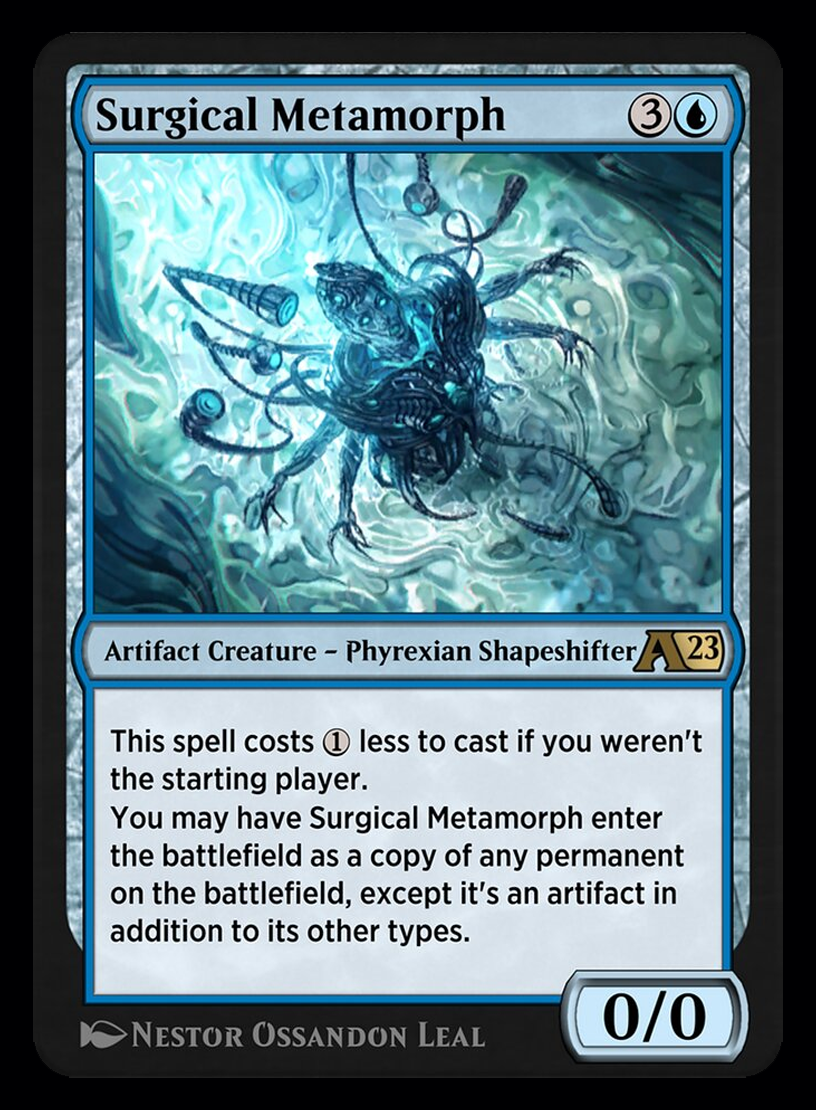 Surgical Metamorph 3
Artifact Creature – Phyrexian Shapeshifter A23
This spell costs 1 less to cast if you weren't
the starting player.
You may have Surgical Metamorph enter
the battlefield as a copy of any permanent
on the battlefield, except it's an artifact in
addition to its other types.
0/0
Nestor Ossandon Leal